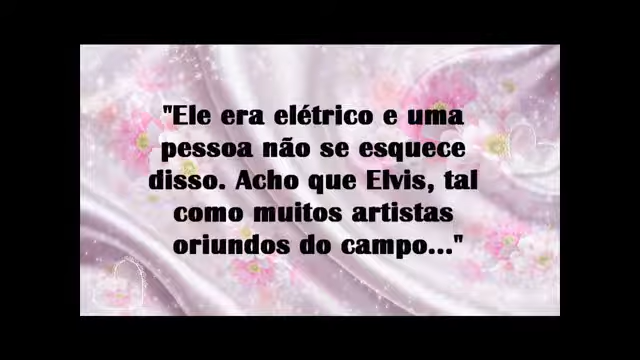 "Ele era elétrico e uma
pessoa não se esquece
disso. Acho que Elvis, tal
como muitos artistas
oriundos do campo..."